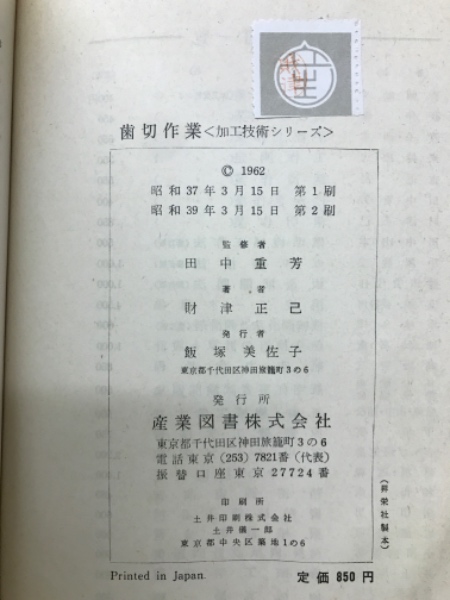 歯切作業<加工技術シリーズ>
© 1962
昭和37年3月15日 第1刷
昭和39年3月15日 第2刷
監修者
田中重芳
著者
財津正己
発行者
飯塚美佐子
東京都千代田区神田旅籠町3の6
発行所
産業図書株式会社
東京都千代田区神田旅籠町3の6
電話東京(253)7821番(代表)
振替口座東京27724番
印刷所
土井印刷株式会社
土井 一郎
東京都中央区築地1の6
(祥栄社製本)
Printed in Japan.
定価 850円